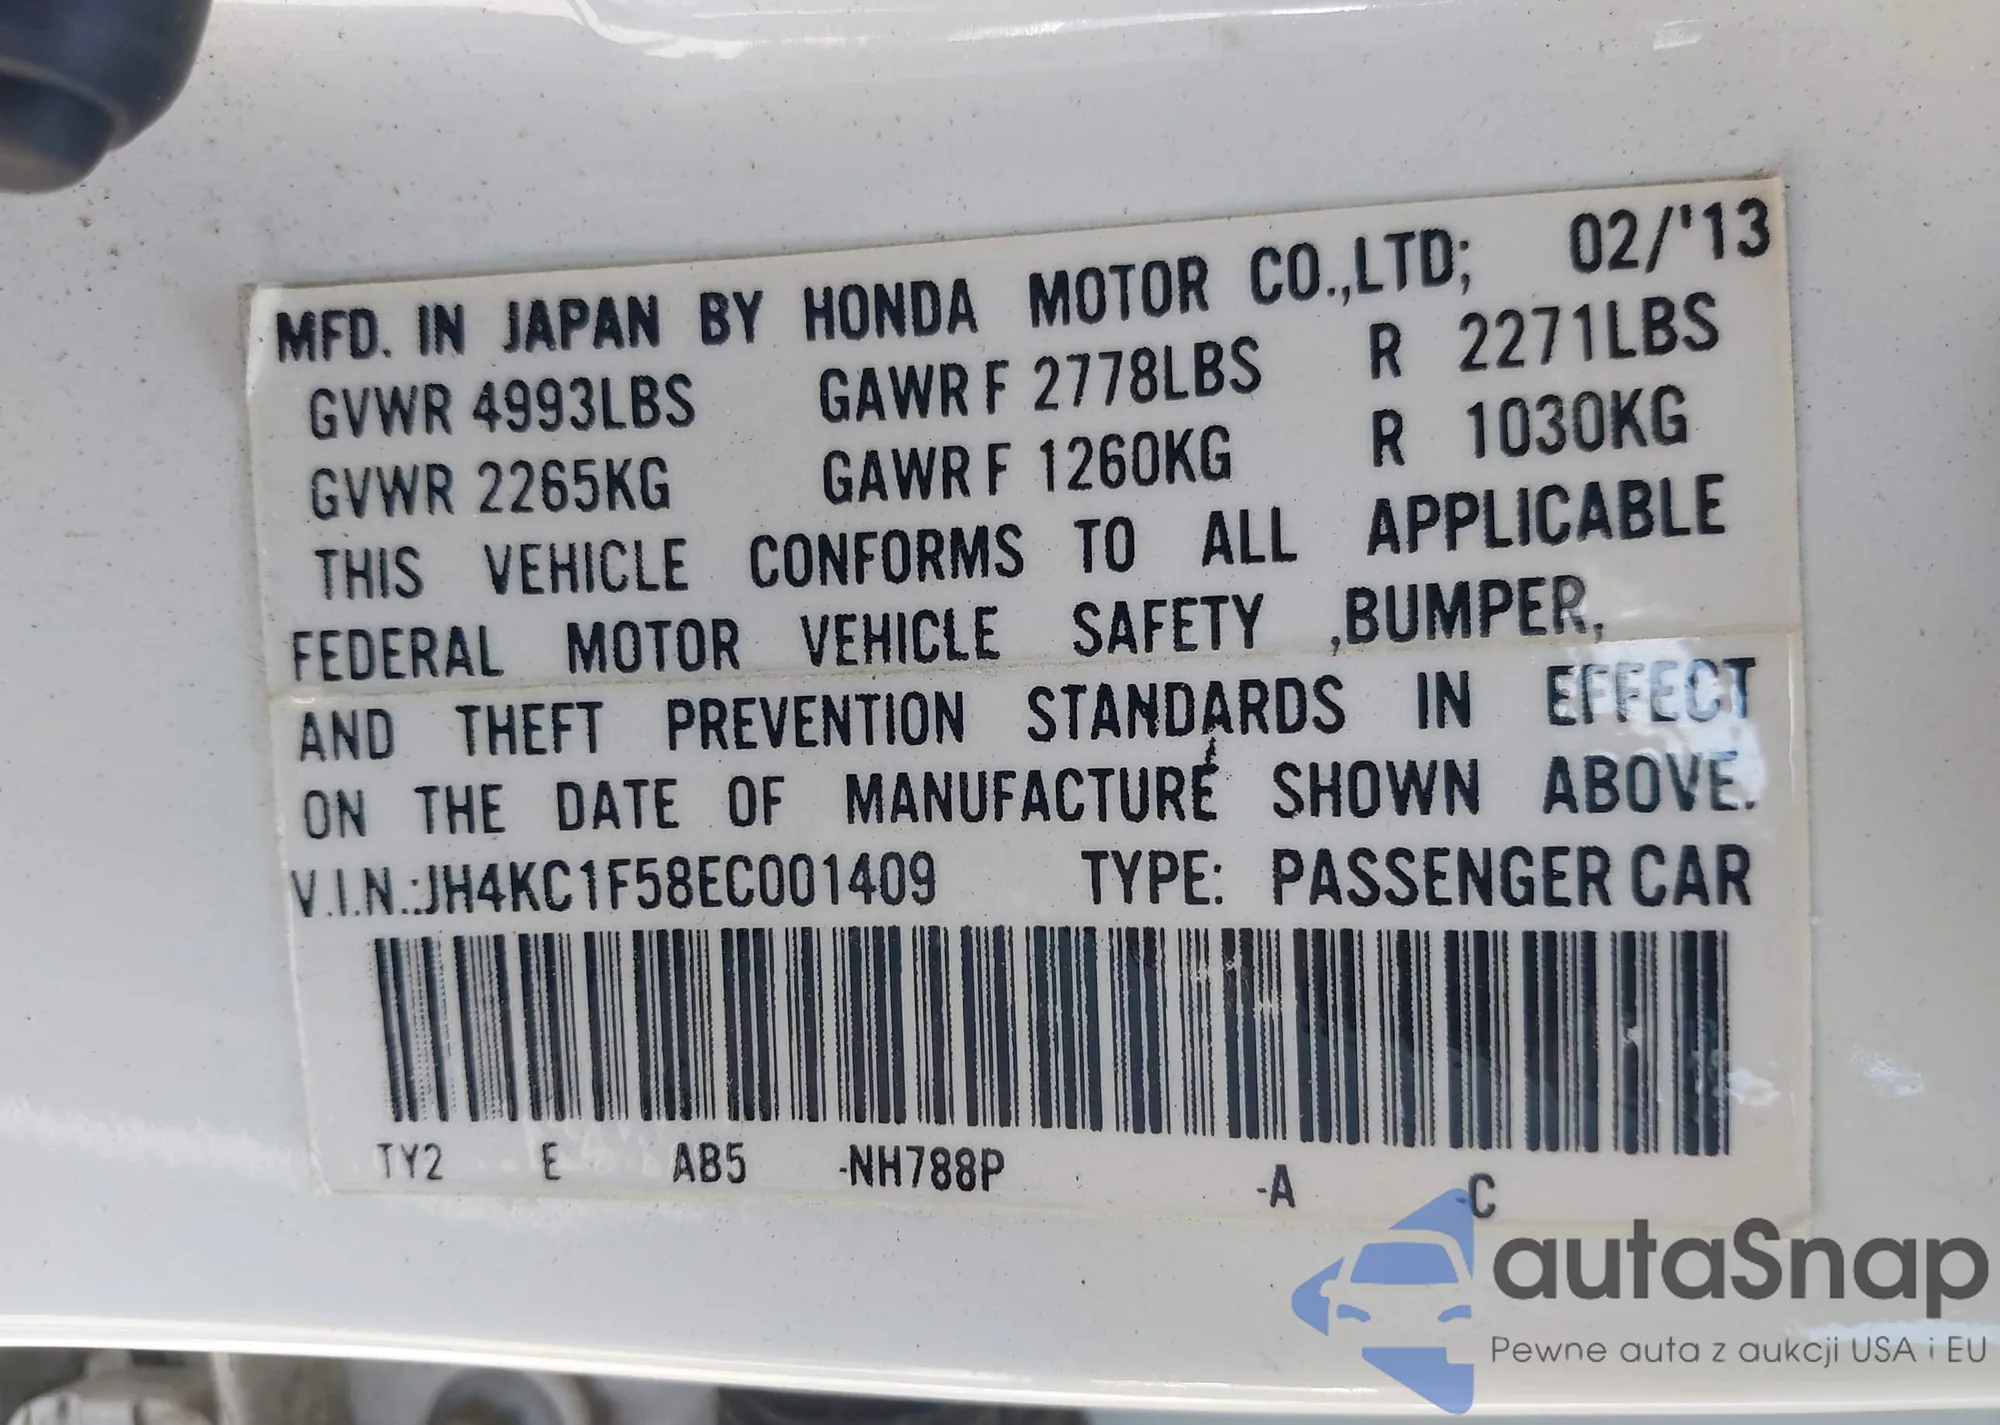 MFD. IN JAPAN BY HONDA MOTOR CO.,LTD; 02/'13
GVWR 4993LBS GAWR F 2778LBS R 2271LBS
GVWR 2265KG GAWR F 1260KG R 1030KG
THIS VEHICLE CONFORMS TO ALL APPLICABLE
FEDERAL MOTOR VEHICLE SAFETY ,BUMPER,
AND THEFT PREVENTION STANDARDS IN EFFECT
ON THE DATE OF MANUFACTURE SHOWN ABOVE.
V.I.N.:JH4KC1F58EC001409 TYPE: PASSENGER CAR
TY2 E AB5 -NH788P -A -C
autaSnap
Pewne auta z aukcji USA i EU